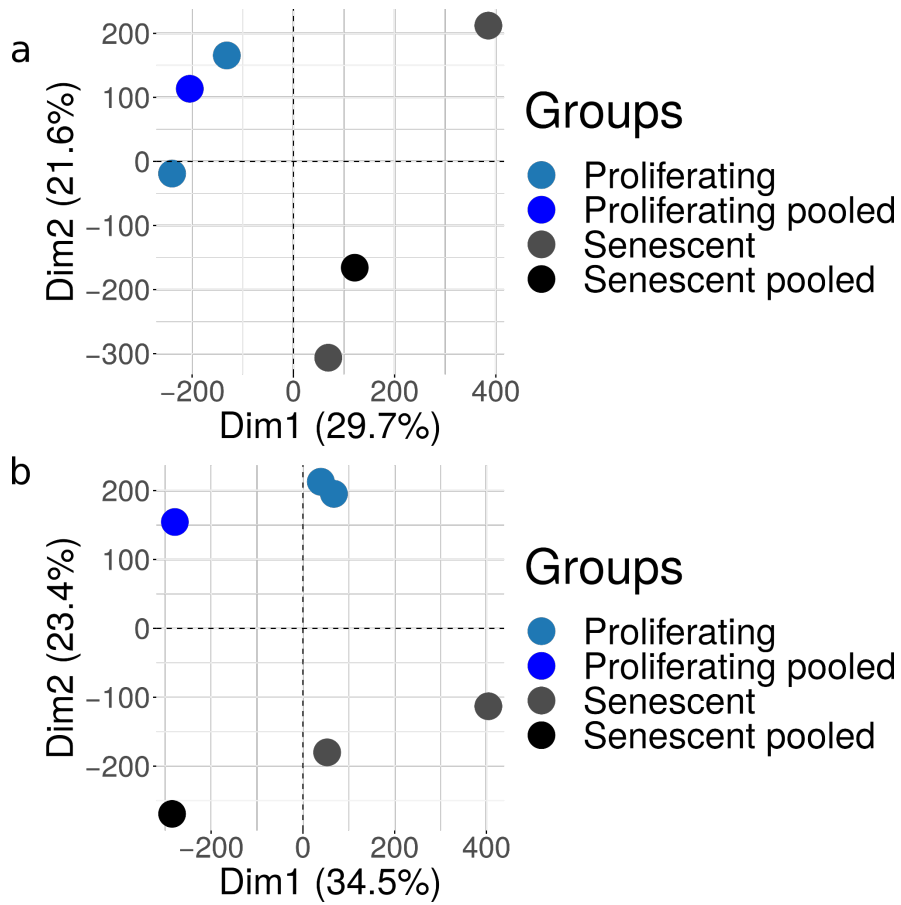 a
200
100
0
−100
−200
−300
Dim2 (21.6%)
−200 0 200 400
Dim1 (29.7%)
Groups
Proliferating
Proliferating pooled
Senescent
Senescent pooled
b
200
100
0
−100
−200
Dim2 (23.4%)
−200 0 200 400
Dim1 (34.5%)
Groups
Proliferating
Proliferating pooled
Senescent
Senescent pooled